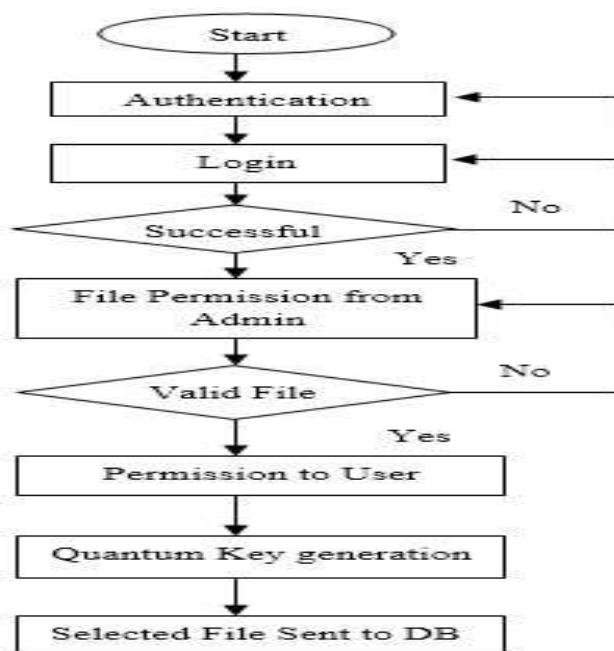 Start
Authentication
Login
No
Successful
Yes
File Permission from
Admin
No
Valid File
Yes
Permission to User
Quantum Key generation
Selected File Sent to DB